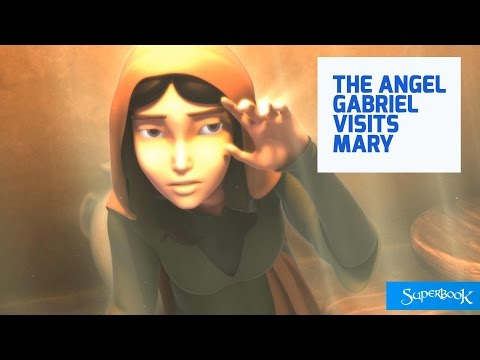 THE ANGEL
GABRIEL
VISITS
MARY
SUPERBOOK